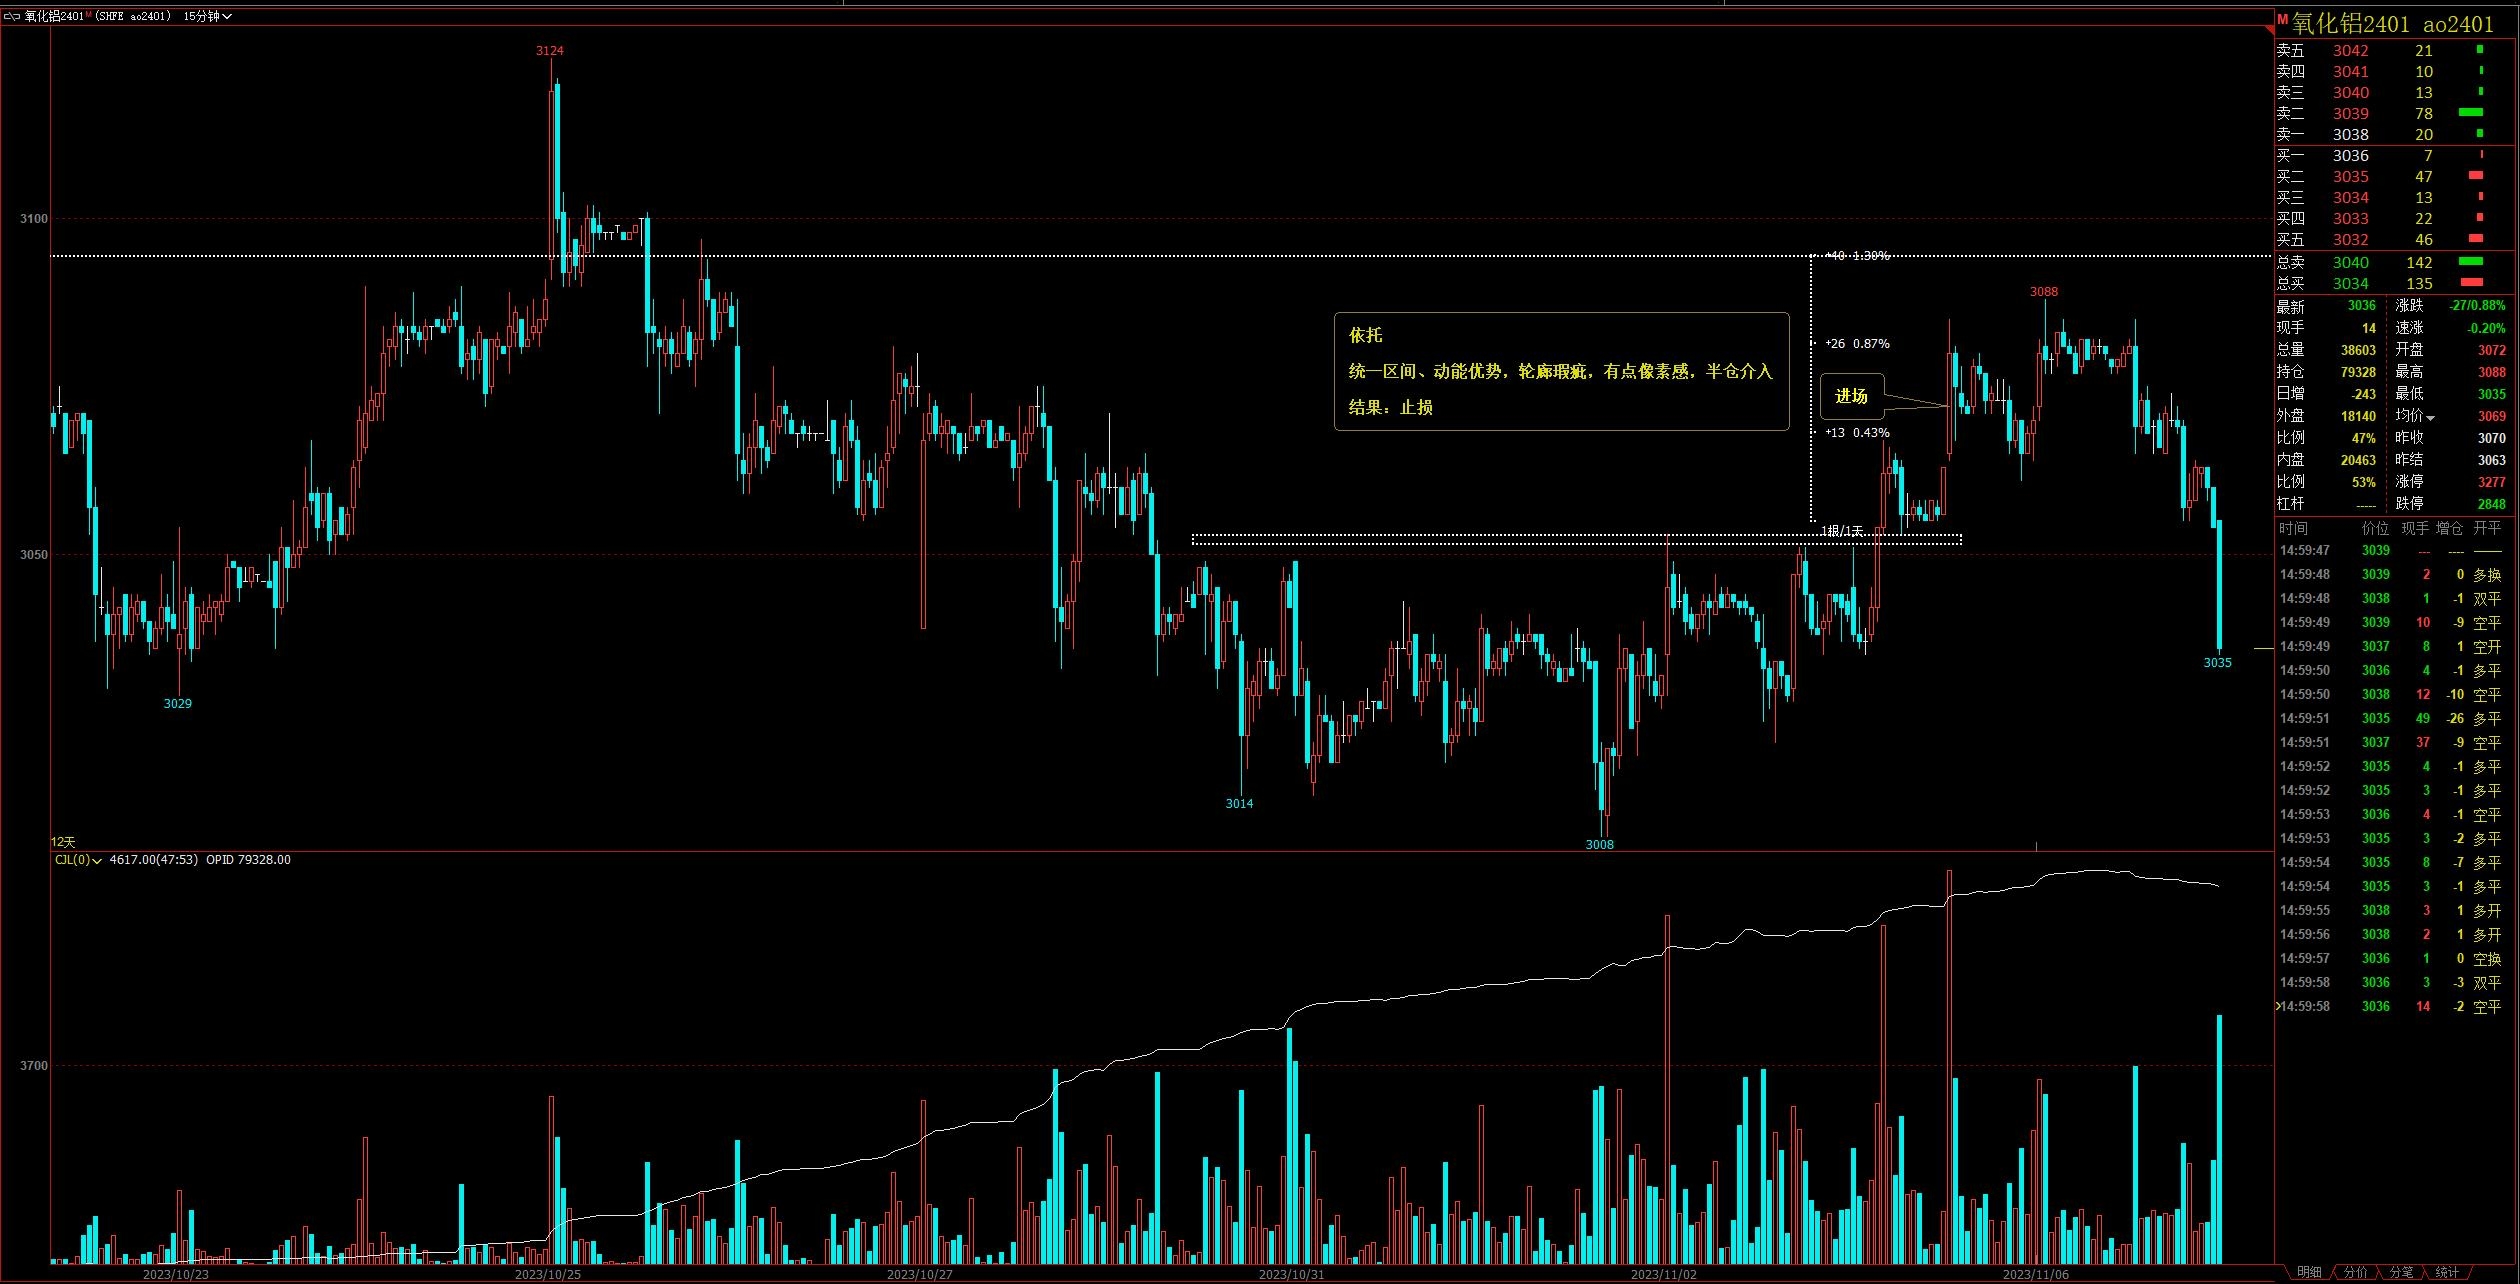 氧化铝2401M(SHFE ao2401) 15分钟
3124
3100
+40 1.30%
3088
+26 0.87%
依托
统一区间、动能优势，轮廓瑕疵，有点像素感，半仓介入
结果：止损
进场
+13 0.43%
1根/1天
3050
3035
3029
3014
3008
12天
CJL(0) 4617.00(47:53) OPID 79328.00
3700
2023/10/23 2023/10/25 2023/10/27 2023/10/31 2023/11/02 2023/11/06
M氧化铝2401 ao2401
卖五 3042 21
卖四 3041 10
卖三 3040 13
卖二 3039 78
卖一 3038 20
买一 3036 7
买二 3035 47
买三 3034 13
买四 3033 22
买五 3032 46
总卖 3040 142
总买 3034 135
最新 3036 涨跌 -27/0.88%
现手 14 速涨 -0.20%
总量 38603 开盘 3072
持仓 79328 最高 3088
日增 -243 最低 3035
外盘 18140 均价 3069
比例 47% 昨收 3070
内盘 20463 昨结 3063
比例 53% 涨停 3277
杠杆 ----- 跌停 2848
时间 价位 现手 增仓 开平
14:59:47 3039 --- ---- ——
14:59:48 3039 2 0 多换
14:59:48 3038 1 -1 双平
14:59:49 3039 10 -9 空平
14:59:49 3037 8 1 空开
14:59:50 3036 4 -1 多平
14:59:50 3038 12 -10 空平
14:59:51 3035 49 -26 多平
14:59:51 3037 37 -9 空平
14:59:52 3035 4 -1 多平
14:59:52 3035 3 -1 多平
14:59:53 3036 4 -1 空平
14:59:53 3035 3 -2 多平
14:59:54 3035 8 -7 多平
14:59:54 3035 3 -1 多平
14:59:55 3038 3 1 多开
14:59:56 3038 2 1 多开
14:59:57 3036 1 0 空换
14:59:58 3036 3 -3 双平
14:59:58 3036 14 -2 空平
明细 分价 分笔 统计